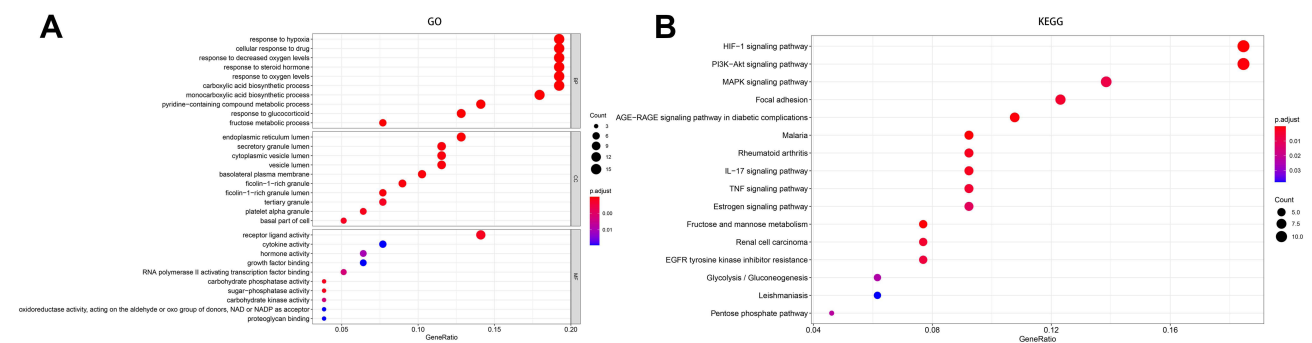 A
GO
response to hypoxia
cellular response to drug
response to decreased oxygen levels
response to steroid hormone
response to oxygen levels
carboxylic acid biosynthetic process
monocarboxylic acid biosynthetic process
pyridine-containing compound metabolic process
response to glucocorticoid
fructose metabolic process
BP
endoplasmic reticulum lumen
secretory granule lumen
cytoplasmic vesicle lumen
vesicle lumen
basolateral plasma membrane
ficolin-1-rich granule
ficolin-1-rich granule lumen
tertiary granule
platelet alpha granule
basal part of cell
CC
receptor ligand activity
cytokine activity
hormone activity
growth factor binding
RNA polymerase II activating transcription factor binding
carbohydrate phosphatase activity
sugar-phosphatase activity
carbohydrate kinase activity
oxidoreductase activity, acting on the aldehyde or oxo group of donors, NAD or NADP as acceptor
proteoglycan binding
MF
0.05 0.10 0.15 0.20
GeneRatio
Count
3
6
9
12
15
p.adjust
0.00
0.01
B
KEGG
HIF-1 signaling pathway
PI3K-Akt signaling pathway
MAPK signaling pathway
Focal adhesion
AGE-RAGE signaling pathway in diabetic complications
Malaria
Rheumatoid arthritis
IL-17 signaling pathway
TNF signaling pathway
Estrogen signaling pathway
Fructose and mannose metabolism
Renal cell carcinoma
EGFR tyrosine kinase inhibitor resistance
Glycolysis / Gluconeogenesis
Leishmaniasis
Pentose phosphate pathway
0.04 0.08 0.12 0.16
GeneRatio
p.adjust
0.01
0.02
0.03
Count
5.0
7.5
10.0